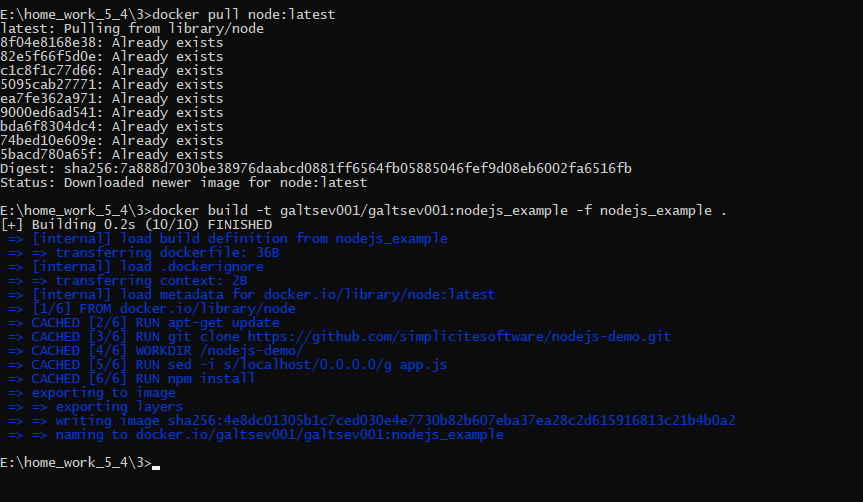 E:\home_work_5_4\3>docker pull node:latest
latest: Pulling from library/node
8f04e8168e38: Already exists
82e5f66f5d0e: Already exists
c1c8f1c77d66: Already exists
5095cab27771: Already exists
ea7fe362a971: Already exists
9000ed6ad541: Already exists
bda6f8304dc4: Already exists
74bed10e609e: Already exists
5bacd780a65f: Already exists
Digest: sha256:7a888d7030be38976daabcd0881ff6564fb05885046fef9d08eb6002fa6516fb
Status: Downloaded newer image for node:latest
E:\home_work_5_4\3>docker build -t galtsev001/galtsev001:nodejs_example -f nodejs_example .
[+] Building 0.2s (10/10) FINISHED
=> [internal] load build definition from nodejs_example
=> => transferring dockerfile: 36B
=> [internal] load .dockerignore
=> => transferring context: 2B
=> [internal] load metadata for docker.io/library/node:latest
=> [1/6] FROM docker.io/library/node
=> CACHED [2/6] RUN apt-get update
=> CACHED [3/6] RUN git clone https://github.com/simplicitesoftware/nodejs-demo.git
=> CACHED [4/6] WORKDIR /nodejs-demo/
=> CACHED [5/6] RUN sed -i s/localhost/0.0.0.0/g app.js
=> CACHED [6/6] RUN npm install
=> exporting to image
=> => exporting layers
=> => writing image sha256:4e8dc01305b1c7ced030e4e7730b82b607eba37ea28c2d615916813c21b4b0a2
=> => naming to docker.io/galtsev001/galtsev001:nodejs_example
E:\home_work_5_4\3>